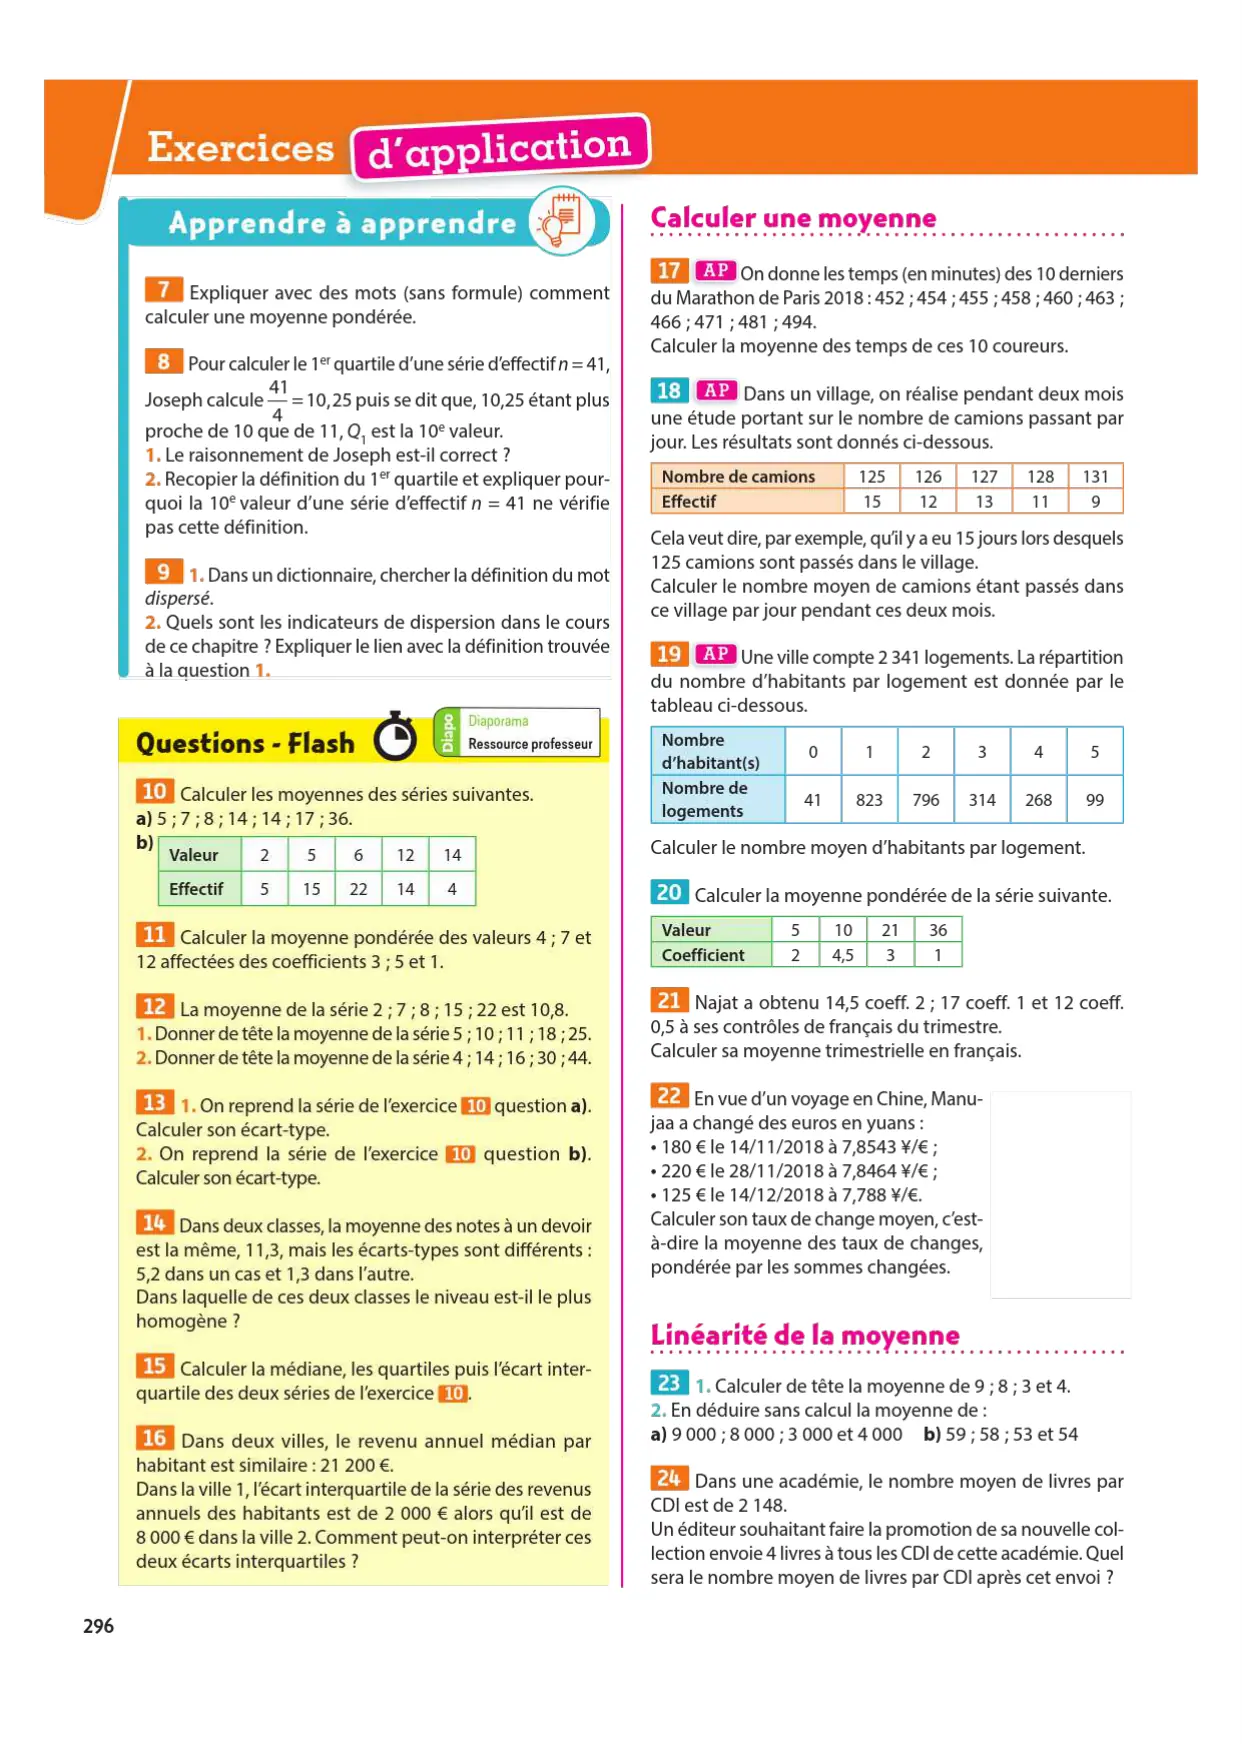 Exercices d'application
Apprendre à apprendre
7 Expliquer avec des mots (sans formule) comment
calculer une moyenne pondérée.
8 Pour calculer le 1er quartile d'une série d'effectif n = 41,
Joseph calcule 41/4 = 10,25 puis se dit que, 10,25 étant plus
proche de 10 que de 11, Q1 est la 10e valeur.
1. Le raisonnement de Joseph est-il correct ?
2. Recopier la définition du 1er quartile et expliquer pour-
quoi la 10e valeur d'une série d'effectif n = 41 ne vérifie
pas cette définition.
9 1. Dans un dictionnaire, chercher la définition du mot
dispersé.
2. Quels sont les indicateurs de dispersion dans le cours
de ce chapitre ? Expliquer le lien avec la définition trouvée
à la question 1.
Questions - Flash
Diapo
Diaporama
Ressource professeur
10 Calculer les moyennes des séries suivantes.
a) 5 ; 7 ; 8 ; 14 ; 14 ; 17 ; 36.
b)
Valeur 2 5 6 12 14
Effectif 5 15 22 14 4
11 Calculer la moyenne pondérée des valeurs 4 ; 7 et
12 affectées des coefficients 3 ; 5 et 1.
12 La moyenne de la série 2 ; 7 ; 8 ; 15 ; 22 est 10,8.
1. Donner de tête la moyenne de la série 5 ; 10 ; 11 ; 18 ; 25.
2. Donner de tête la moyenne de la série 4 ; 14 ; 16 ; 30 ; 44.
13 1. On reprend la série de l'exercice 10 question a).
Calculer son écart-type.
2. On reprend la série de l'exercice 10 question b).
Calculer son écart-type.
14 Dans deux classes, la moyenne des notes à un devoir
est la même, 11,3, mais les écarts-types sont différents :
5,2 dans un cas et 1,3 dans l'autre.
Dans laquelle de ces deux classes le niveau est-il le plus
homogène ?
15 Calculer la médiane, les quartiles puis l'écart inter-
quartile des deux séries de l'exercice 10.
16 Dans deux villes, le revenu annuel médian par
habitant est similaire : 21 200 €.
Dans la ville 1, l'écart interquartile de la série des revenus
annuels des habitants est de 2 000 € alors qu'il est de
8 000 € dans la ville 2. Comment peut-on interpréter ces
deux écarts interquartiles ?
Calculer une moyenne
17 AP On donne les temps (en minutes) des 10 derniers
du Marathon de Paris 2018 : 452 ; 454 ; 455 ; 458 ; 460 ; 463 ;
466 ; 471 ; 481 ; 494.
Calculer la moyenne des temps de ces 10 coureurs.
18 AP Dans un village, on réalise pendant deux mois
une étude portant sur le nombre de camions passant par
jour. Les résultats sont donnés ci-dessous.
Nombre de camions 125 126 127 128 131
Effectif 15 12 13 11 9
Cela veut dire, par exemple, qu'il y a eu 15 jours lors desquels
125 camions sont passés dans le village.
Calculer le nombre moyen de camions étant passés dans
ce village par jour pendant ces deux mois.
19 AP Une ville compte 2 341 logements. La répartition
du nombre d'habitants par logement est donnée par le
tableau ci-dessous.
Nombre
d'habitant(s) 0 1 2 3 4 5
Nombre de
logements 41 823 796 314 268 99
Calculer le nombre moyen d'habitants par logement.
20 Calculer la moyenne pondérée de la série suivante.
Valeur 5 10 21 36
Coefficient 2 4,5 3 1
21 Najat a obtenu 14,5 coeff. 2 ; 17 coeff. 1 et 12 coeff.
0,5 à ses contrôles de français du trimestre.
Calculer sa moyenne trimestrielle en français.
22 En vue d'un voyage en Chine, Manu-
jaa a changé des euros en yuans :
• 180 € le 14/11/2018 à 7,8543 ¥/€ ;
• 220 € le 28/11/2018 à 7,8464 ¥/€ ;
• 125 € le 14/12/2018 à 7,788 ¥/€.
Calculer son taux de change moyen, c'est-
à-dire la moyenne des taux de changes,
pondérée par les sommes changées.
Linéarité de la moyenne
23 1. Calculer de tête la moyenne de 9 ; 8 ; 3 et 4.
2. En déduire sans calcul la moyenne de :
a) 9 000 ; 8 000 ; 3 000 et 4 000 b) 59 ; 58 ; 53 et 54
24 Dans une académie, le nombre moyen de livres par
CDI est de 2 148.
Un éditeur souhaitant faire la promotion de sa nouvelle col-
lection envoie 4 livres à tous les CDI de cette académie. Quel
sera le nombre moyen de livres par CDI après cet envoi ?
296